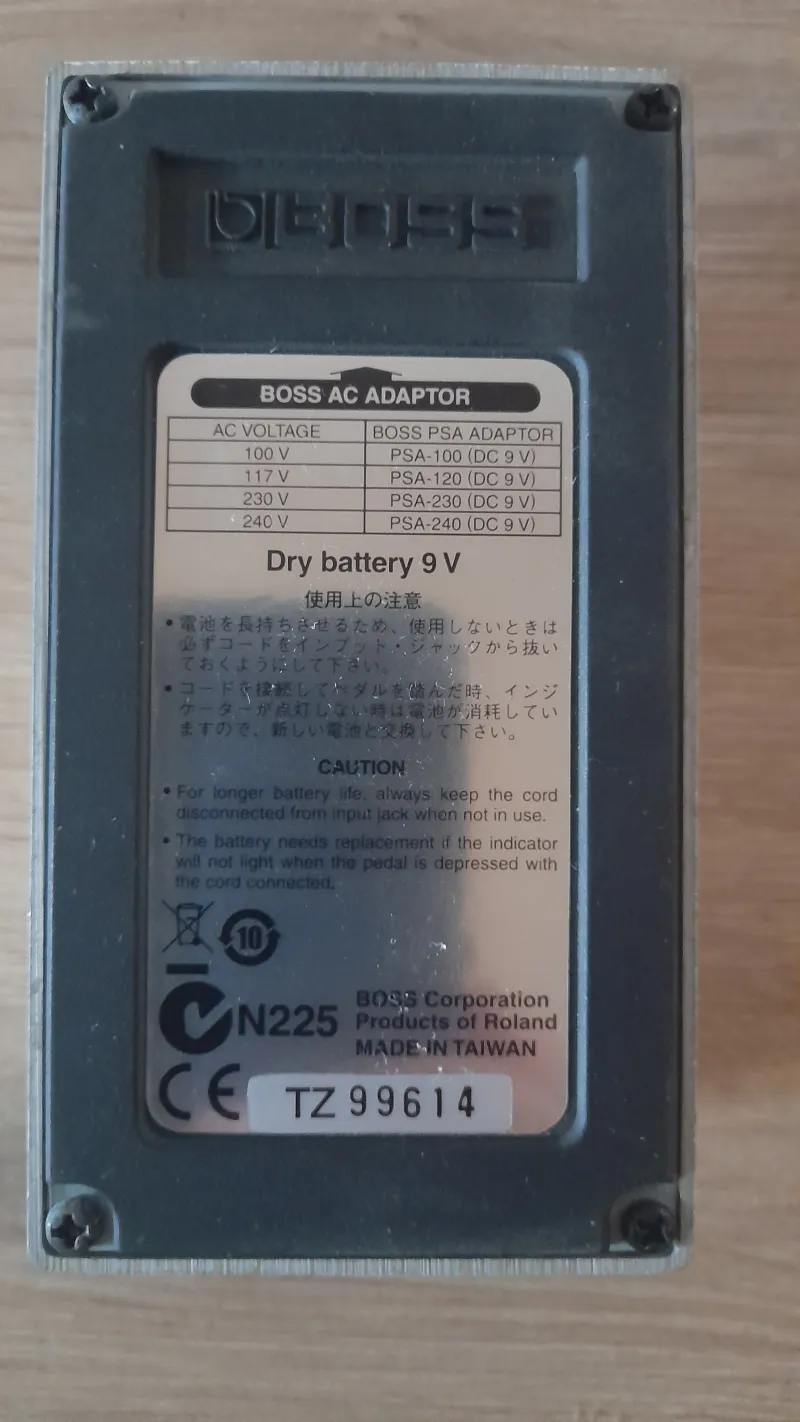 BOSS
BOSS AC ADAPTOR
AC VOLTAGE BOSS PSA ADAPTOR
100 V PSA-100 (DC 9 V)
117 V PSA-120 (DC 9 V)
230 V PSA-230 (DC 9 V)
240 V PSA-240 (DC 9 V)
Dry battery 9 V
使用上の注意
• 電池を長持ちさせるため、使用しないときは
必ずコードをインプット・ジャックから抜い
ておくようにして下さい。
• コードを接続してペダルを踏んだ時、インジ
ケーターが点灯しない時は電池が消耗してい
ますので、新しい電池と交換して下さい。
CAUTION
• For longer battery life, always keep the cord
disconnected from input jack when not in use.
• The battery needs replacement if the indicator
will not light when the pedal is depressed with
the cord connected.
10
N225
BOSS Corporation
Products of Roland
MADE IN TAIWAN
CE
TZ 99614